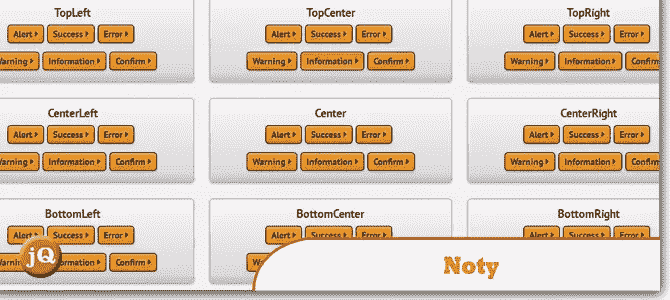 TopLeft TopCenter TopRight
Alert Success Error Alert Success Error Alert Success Error
Warning Information Confirm Warning Information Confirm Warning Information Confirm
CenterLeft Center CenterRight
Alert Success Error Alert Success Error Alert Success Error
Warning Information Confirm Warning Information Confirm Warning Information Confirm
BottomLeft BottomCenter BottomRight
Alert Success Error Alert Success Error Alert Success Error
Information Confirm Warning
jQ
Noty